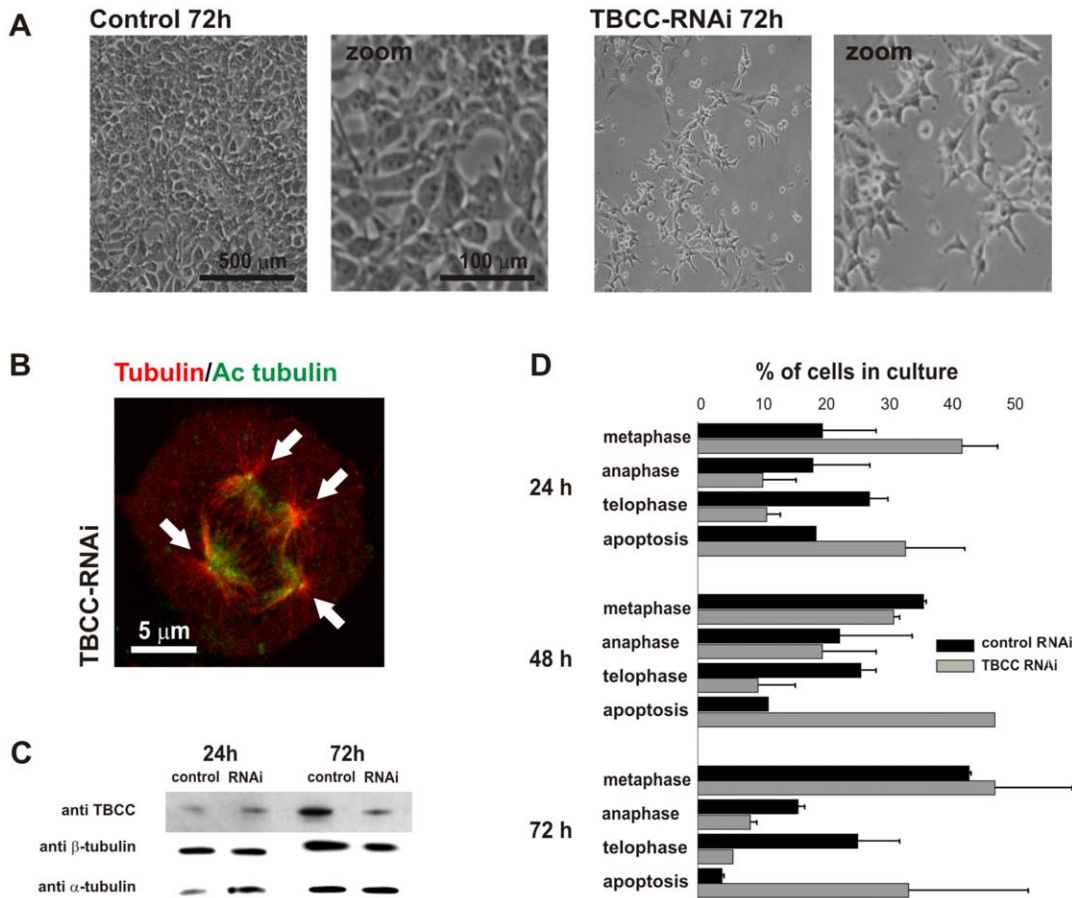 A
Control 72h
zoom
500 μm
100 μm
TBCC-RNAi 72h
zoom
B
Tubulin/Ac tubulin
TBCC-RNAi
5 μm
C
24h 72h
control RNAi control RNAi
anti TBCC
anti β-tubulin
anti α-tubulin
D
% of cells in culture
0 10 20 30 40 50
24 h
metaphase
anaphase
telophase
apoptosis
48 h
metaphase
anaphase
telophase
apoptosis
control RNAi
TBCC RNAi
72 h
metaphase
anaphase
telophase
apoptosis